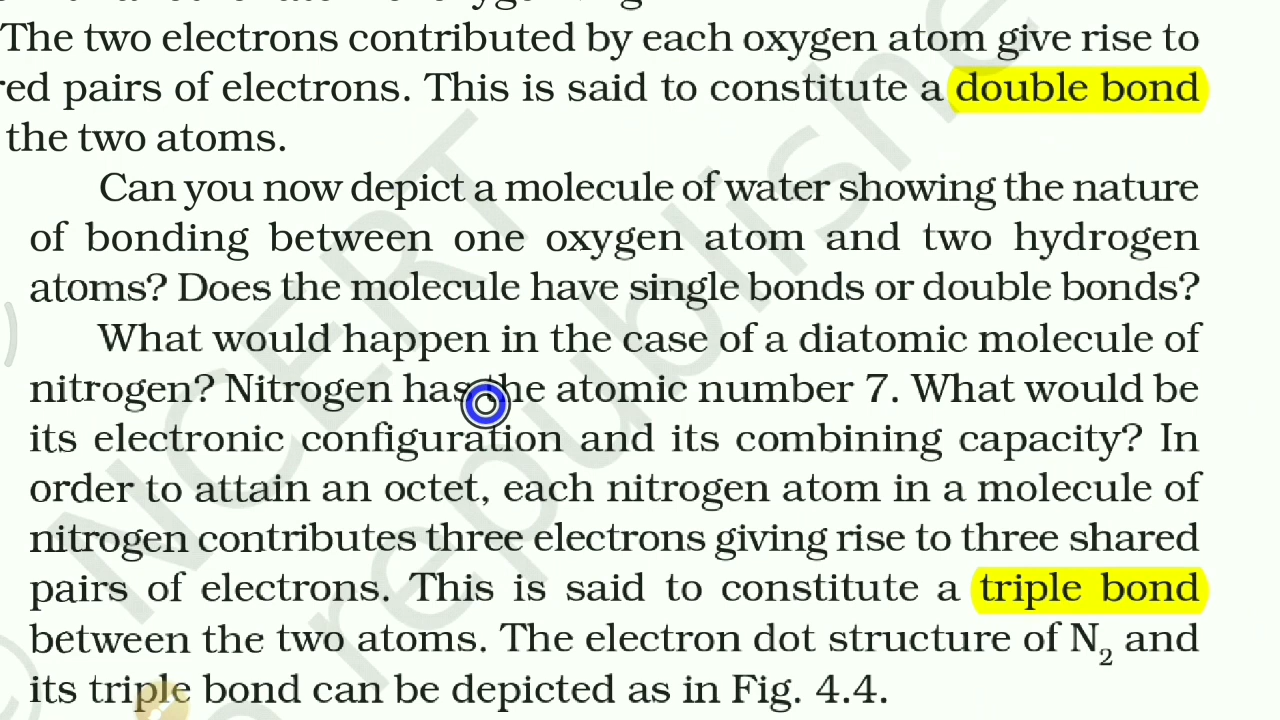 The two electrons contributed by each oxygen atom give rise to
red pairs of electrons. This is said to constitute a double bond
the two atoms.
Can you now depict a molecule of water showing the nature
of bonding between one oxygen atom and two hydrogen
atoms? Does the molecule have single bonds or double bonds?
What would happen in the case of a diatomic molecule of
nitrogen? Nitrogen has the atomic number 7. What would be
its electronic configuration and its combining capacity? In
order to attain an octet, each nitrogen atom in a molecule of
nitrogen contributes three electrons giving rise to three shared
pairs of electrons. This is said to constitute a triple bond
between the two atoms. The electron dot structure of N₂ and
its triple bond can be depicted as in Fig. 4.4.
NCERT
republishe